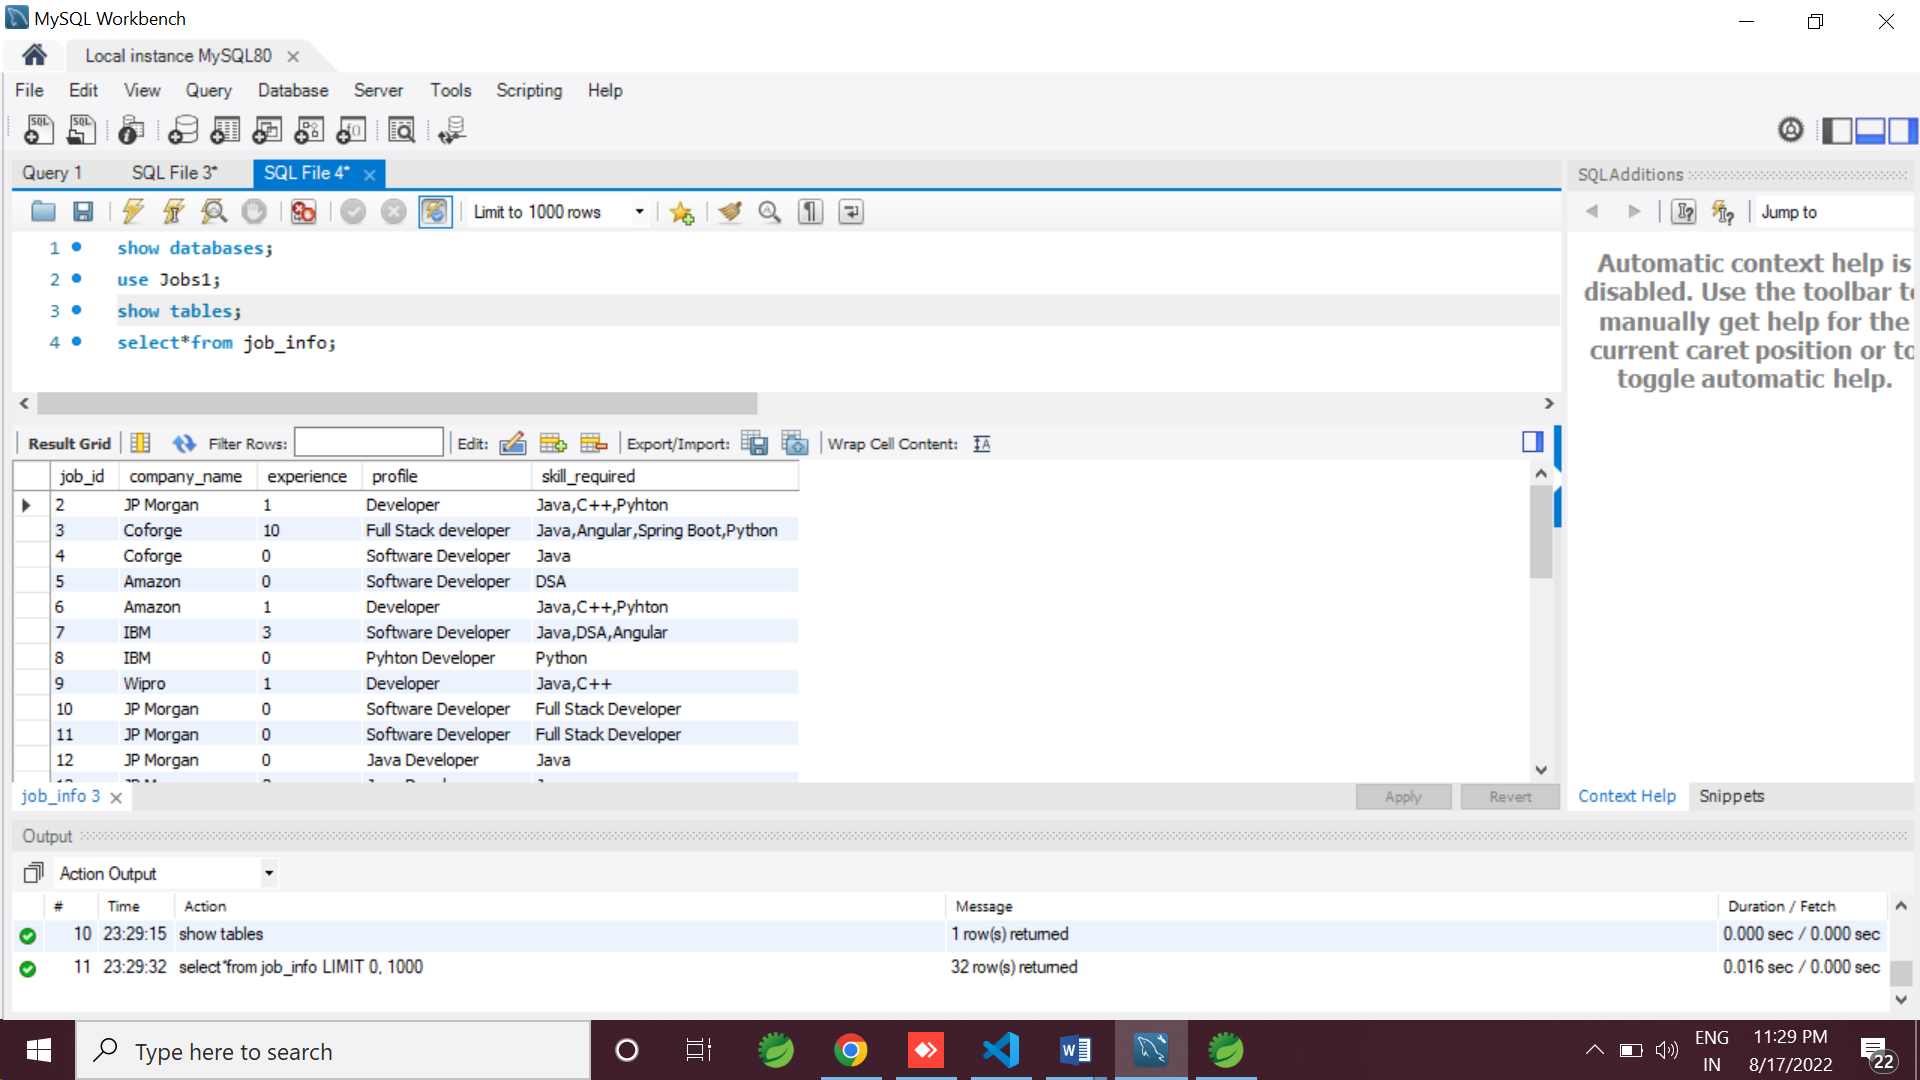 MySQL Workbench
Local instance MySQL80
File Edit View Query Database Server Tools Scripting Help
Query 1 SQL File 3* SQL File 4*
SQLAdditions
Limit to 1000 rows
Jump to
1 show databases;
2 use Jobs1;
3 show tables;
4 select*from job_info;
Automatic context help is
disabled. Use the toolbar to
manually get help for the
current caret position or to
toggle automatic help.
Result Grid Filter Rows: Edit: Export/Import: Wrap Cell Content:
job_id company_name experience profile skill_required
2 JP Morgan 1 Developer Java,C++,Pyhton
3 Coforge 10 Full Stack developer Java,Angular,Spring Boot,Python
4 Coforge 0 Software Developer Java
5 Amazon 0 Software Developer DSA
6 Amazon 1 Developer Java,C++,Pyhton
7 IBM 3 Software Developer Java,DSA,Angular
8 IBM 0 Pyhton Developer Python
9 Wipro 1 Developer Java,C++
10 JP Morgan 0 Software Developer Full Stack Developer
11 JP Morgan 0 Software Developer Full Stack Developer
12 JP Morgan 0 Java Developer Java
job_info 3 Apply Revert
Context Help Snippets
Output
Action Output
# Time Action Message Duration / Fetch
10 23:29:15 show tables 1 row(s) returned 0.000 sec / 0.000 sec
11 23:29:32 select*from job_info LIMIT 0, 1000 32 row(s) returned 0.016 sec / 0.000 sec
Type here to search
ENG
IN
11:29 PM
8/17/2022
22